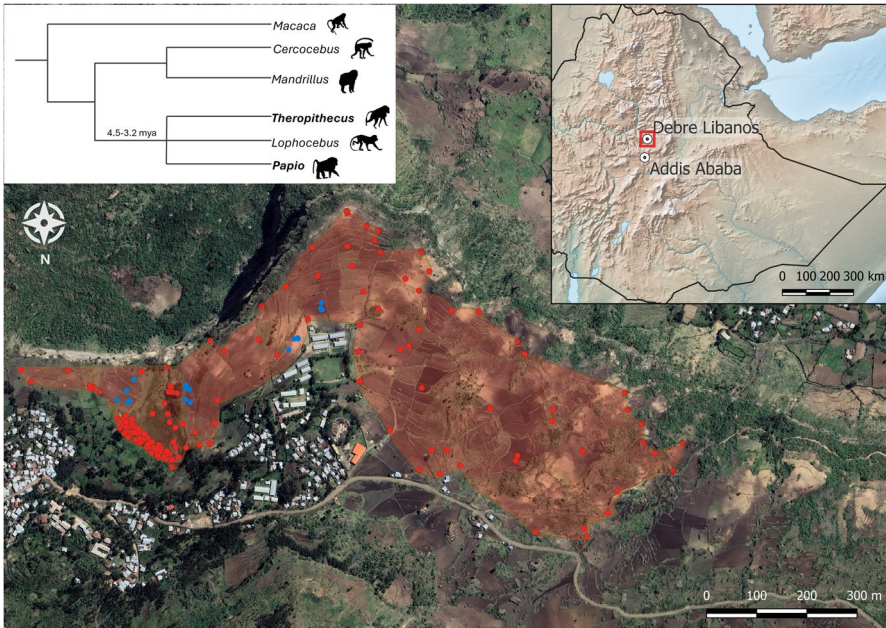 Macaca
Cercocebus
Mandrillus
4.5-3.2 mya
Theropithecus
Lophocebus
Papio
Debre Libanos
Addis Ababa
0 100 200 300 km
N
0 100 200 300 m